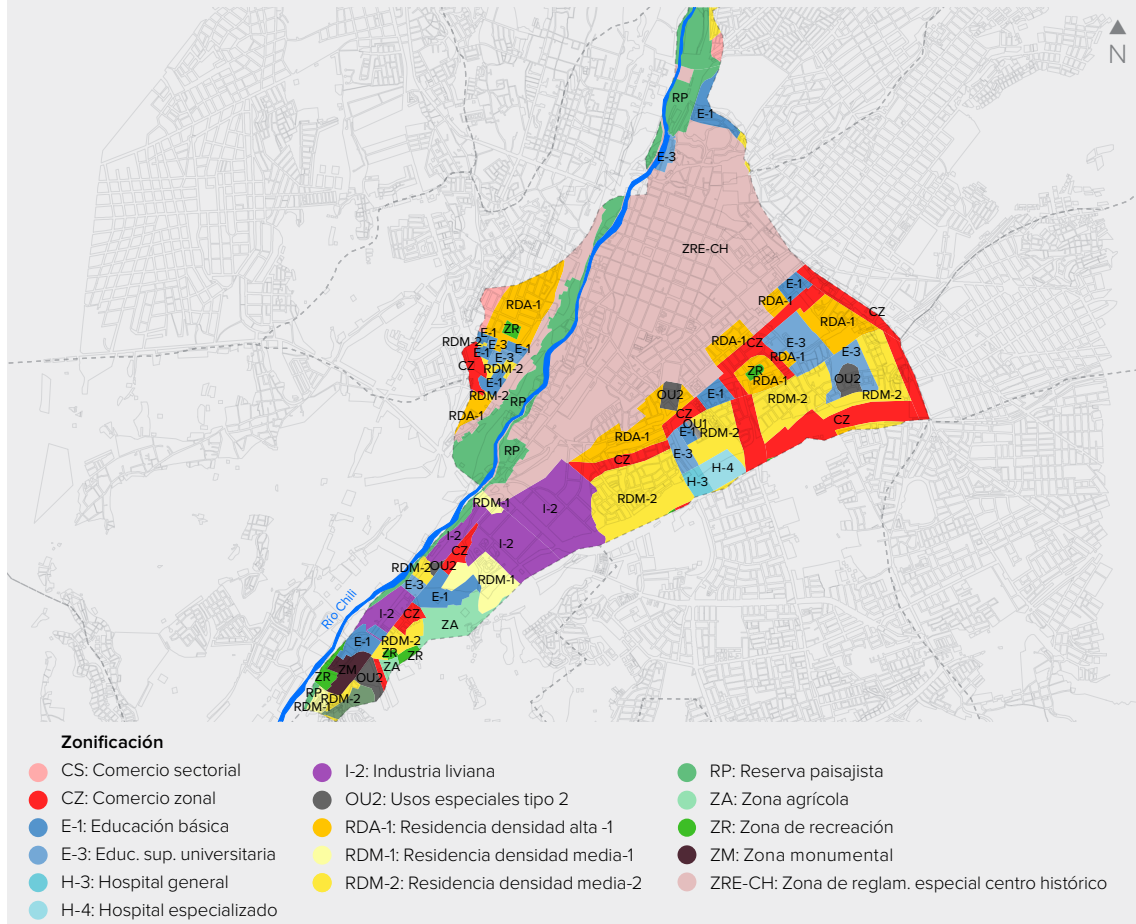 N
RP
E-1
E-3
ZRE-CH
E-1
RDA-1
CZ
RDA-1
RDA-1
ZR
E-1
RDM-2
E-3
E-1
E-1
E-3
CZ
RDM-2
E-1
RDM-2
RP
RDA-1
RP
RDA-1
CZ
E-3
E-3
RDA-1
ZR
RDA-1
OU2
RDM-2
RDM-2
OU2
E-1
CZ
CZ
OU1
E-1
RDM-2
RDA-1
E-3
CZ
H-4
H-3
RDM-2
RDM-1
I-2
I-2
I-2
CZ
OU2
RDM-2
RDM-1
E-3
E-1
I-2
CZ
ZA
Río Chili
E-1
RDM-2
ZR
ZR
ZA
ZM
ZR
OU2
RP
RDM-2
RDM-1
Zonificación
CS: Comercio sectorial
CZ: Comercio zonal
E-1: Educación básica
E-3: Educ. sup. universitaria
H-3: Hospital general
H-4: Hospital especializado
I-2: Industria liviana
OU2: Usos especiales tipo 2
RDA-1: Residencia densidad alta -1
RDM-1: Residencia densidad media-1
RDM-2: Residencia densidad media-2
RP: Reserva paisajista
ZA: Zona agrícola
ZR: Zona de recreación
ZM: Zona monumental
ZRE-CH: Zona de reglam. especial centro histórico